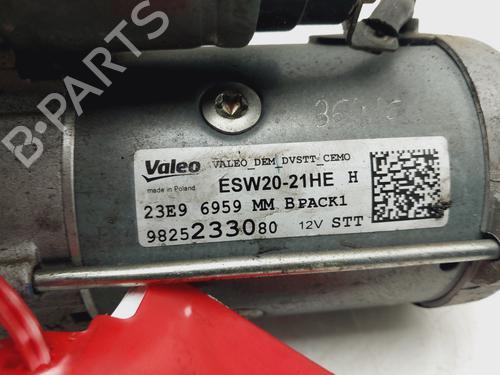 B-PARTS
Valeo VALEO_DEM_DVSTT_CEMO
made in Poland
ESW20-21HE H
23E9 6959 MM BPACK1
9825233080 12V STT